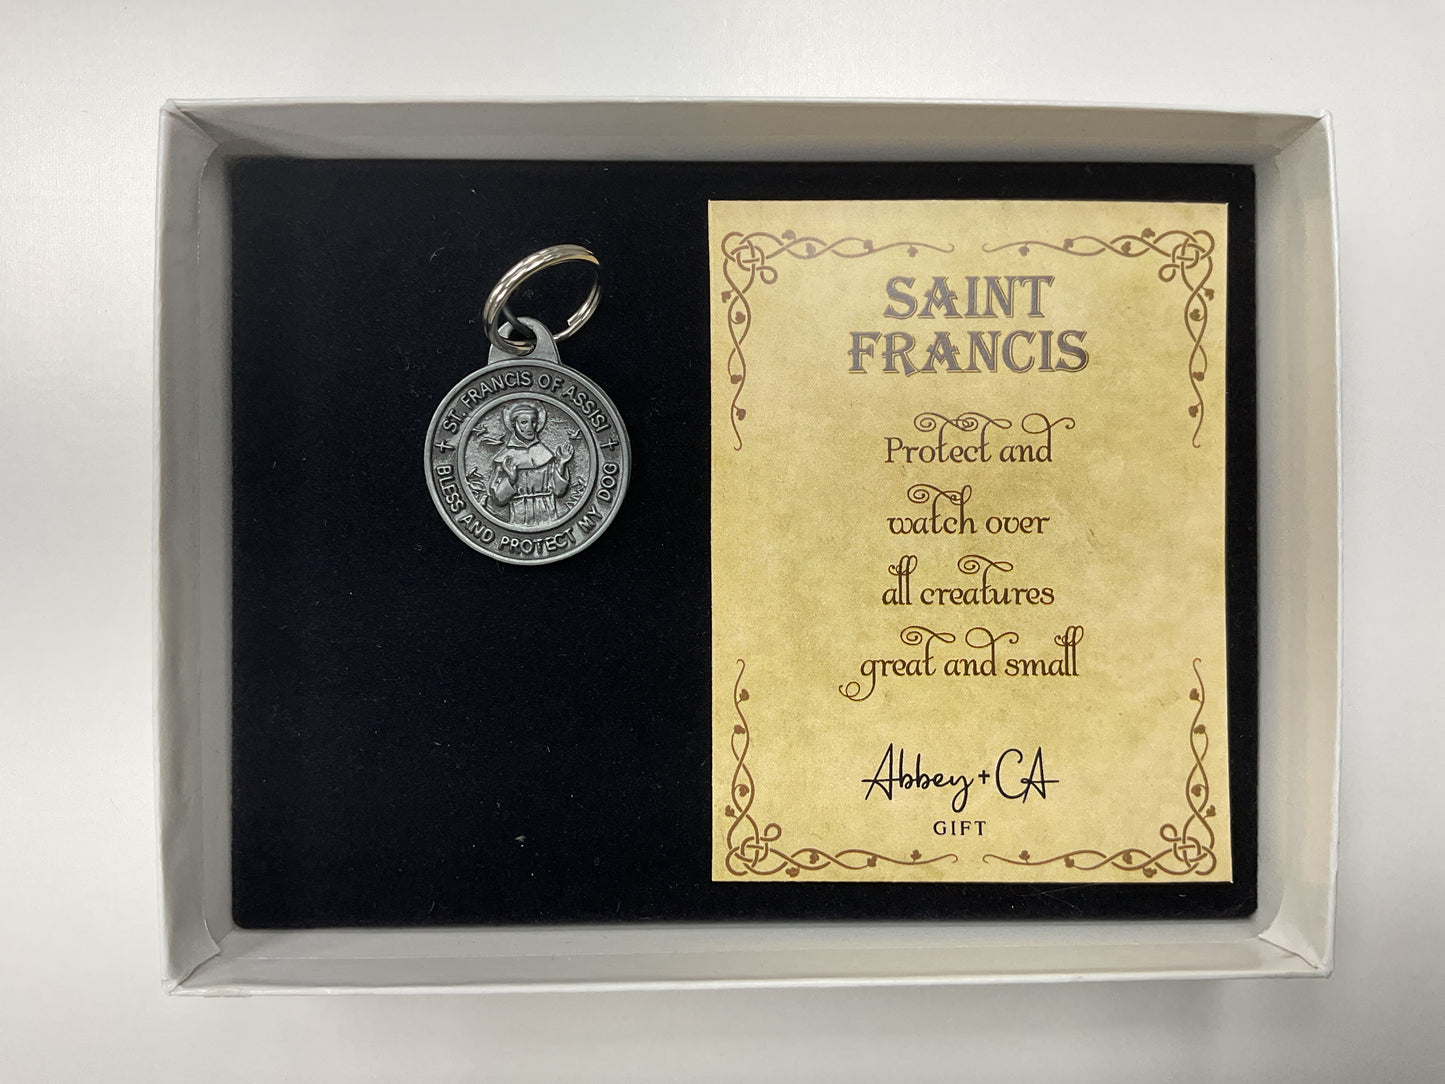 ST. FRANCIS OF ASSISI
BLESS AND PROTECT MY DOG
SAINT
FRANCIS
Protect and
watch over
all creatures
great and small
Abbey + CA
GIFT